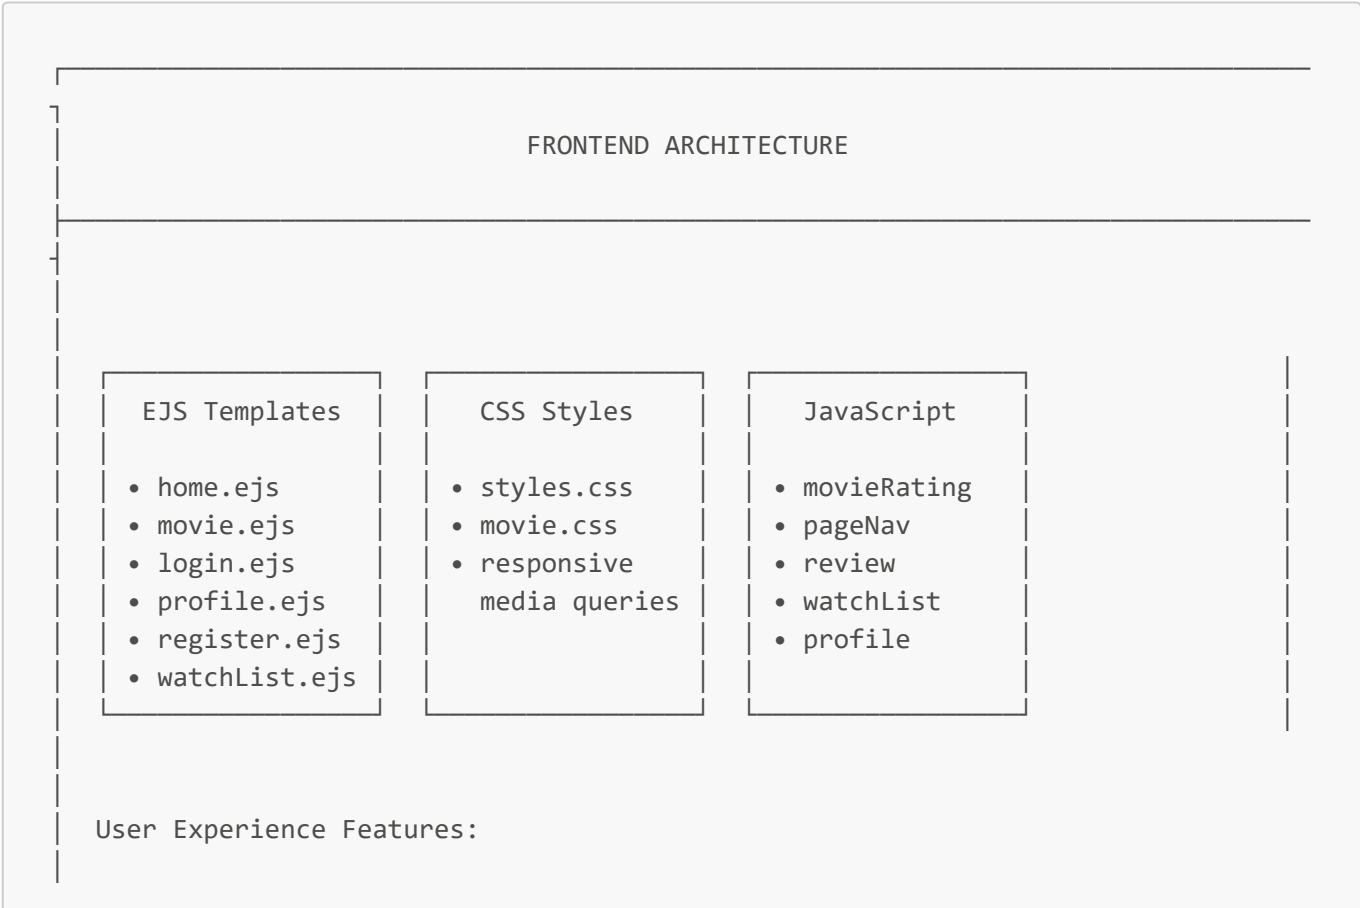 FRONTEND ARCHITECTURE
EJS Templates CSS Styles JavaScript
• home.ejs • styles.css • movieRating
• movie.ejs • movie.css • pageNav
• login.ejs • responsive • review
• profile.ejs media queries • watchList
• register.ejs • profile
• watchList.ejs
User Experience Features: